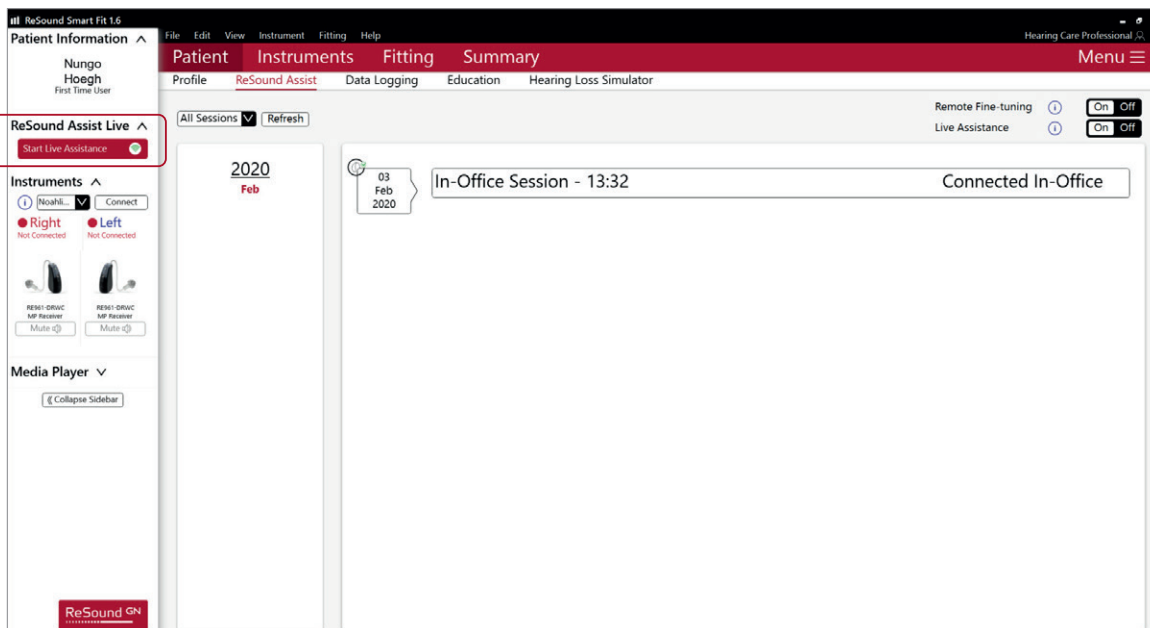 ReSound Smart Fit 1.6
File Edit View Instrument Fitting Help
Hearing Care Professional
Patient Instruments Fitting Summary
Menu
Profile ReSound Assist Data Logging Education Hearing Loss Simulator
Patient Information
Nungo
Hoegh
First Time User
ReSound Assist Live
Start Live Assistance
Instruments
Noahli... Connect
Right Left
Not Connected Not Connected
RE961-DRWC RE961-DRWC
MP Receiver MP Receiver
Mute Mute
Media Player
Collapse Sidebar
ReSound GN
All Sessions Refresh
Remote Fine-tuning On Off
Live Assistance On Off
2020
Feb
03
Feb
2020
In-Office Session - 13:32 Connected In-Office